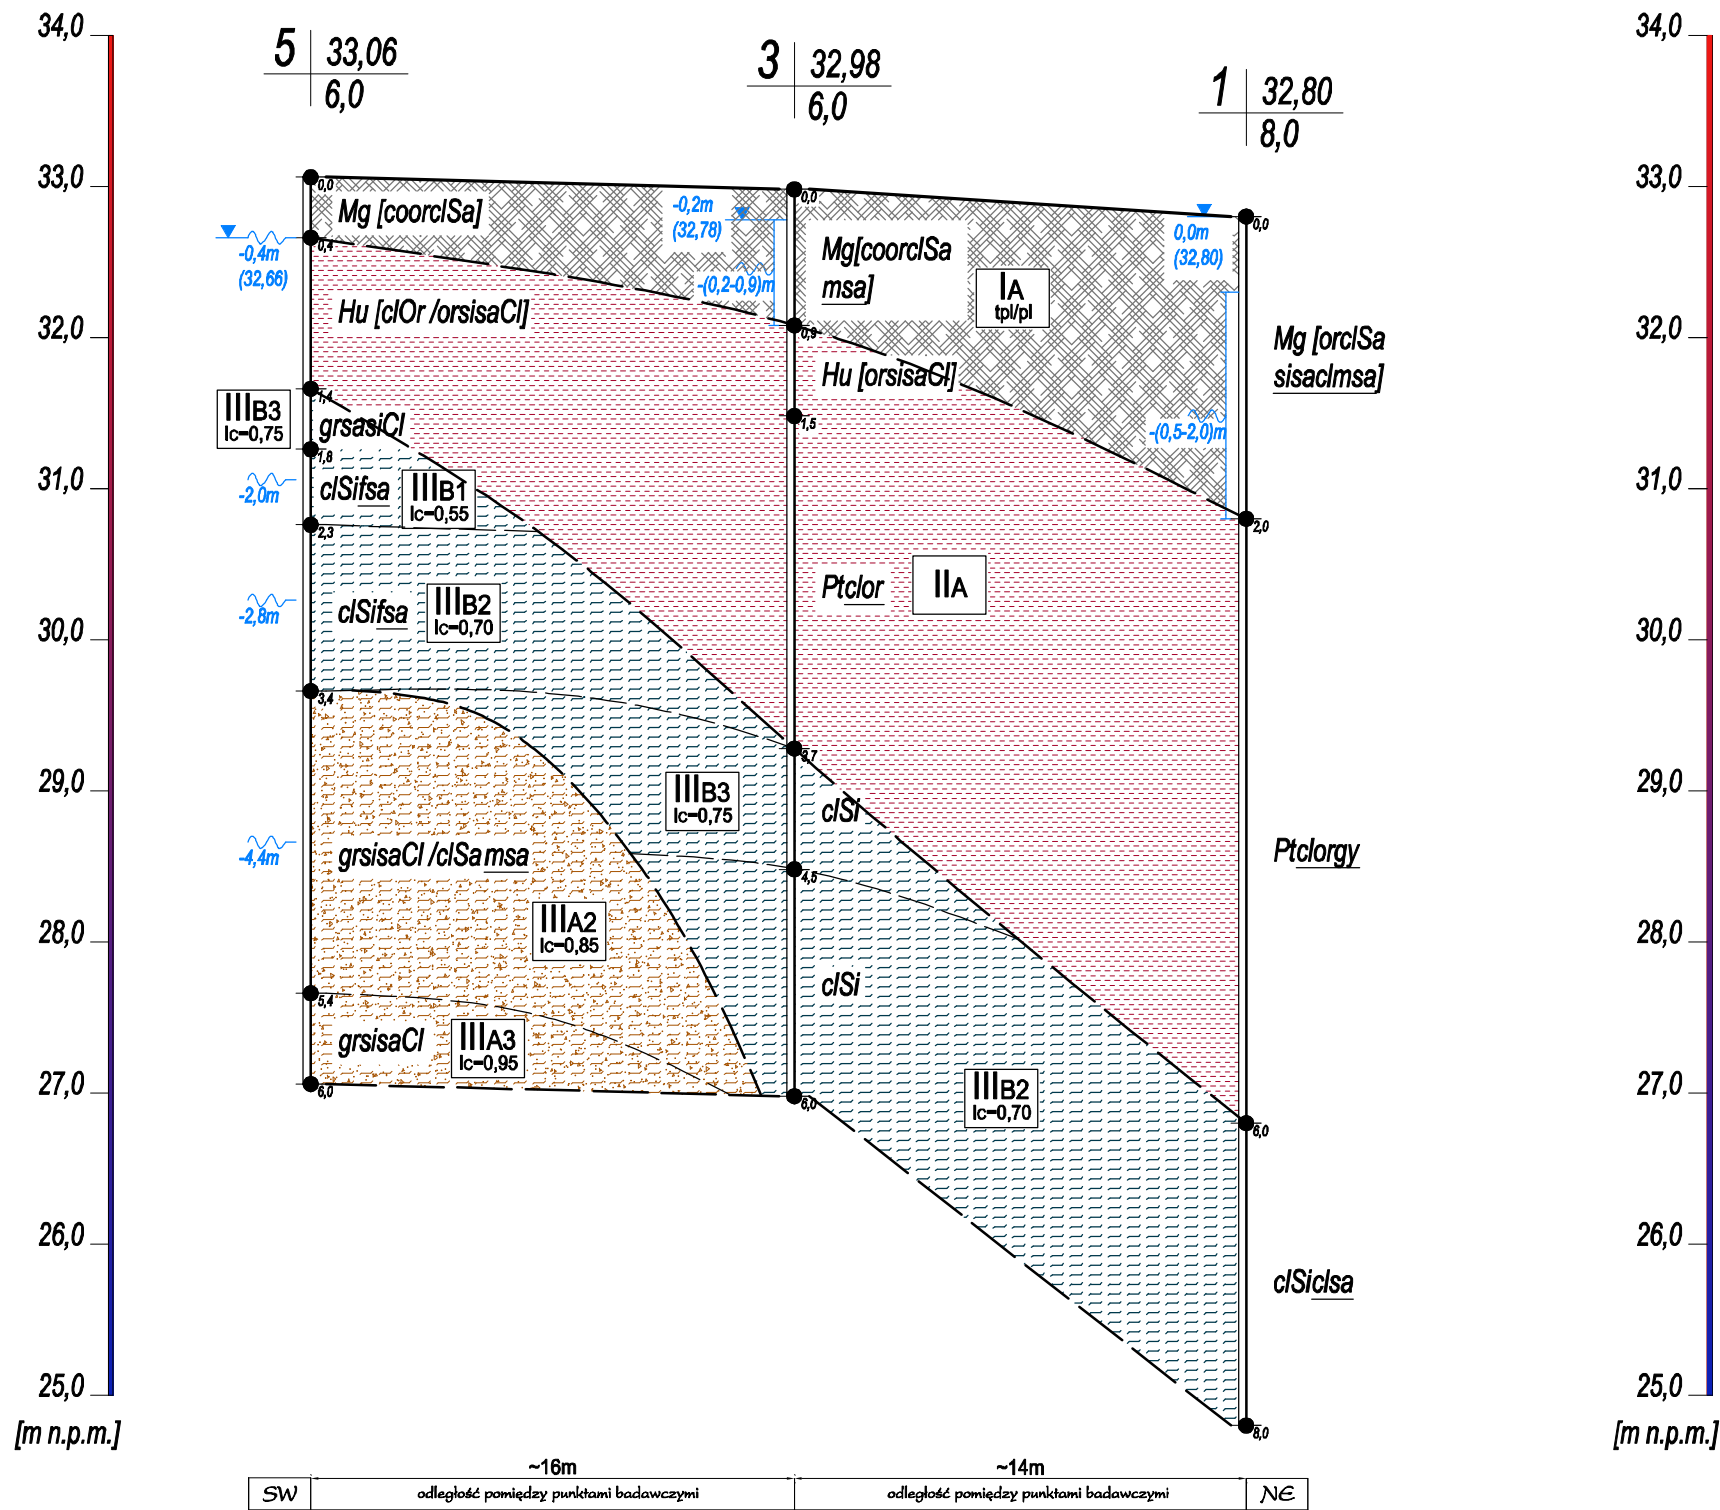 34,0
33,0
32,0
31,0
30,0
29,0
28,0
27,0
26,0
25,0
[m n.p.m.]
5 33,06
6,0
3 32,98
6,0
1 32,80
8,0
0,0
0,4
1,4
1,8
2,3
3,4
5,4
6,0
-0,4m
(32,66)
-2,0m
-2,8m
-4,4m
Mg [coorclSa]
Hu [clOr /orsisaCl]
IIIB3
Ic=0,75
grsasiCl
clSifsa
IIIB1
Ic=0,55
clSifsa
IIIB2
Ic=0,70
grsisaCl /clSa msa
IIIA2
Ic=0,85
grsisaCl
IIIA3
Ic=0,95
-0,2m
(32,78)
-(0,2-0,9)m
IIIB3
Ic=0,75
0,0
0,9
1,5
3,7
4,5
6,0
Mg[coorclSa
msa]
IA
tpl/pl
Hu [orsisaCl]
Ptclor
IIA
clSi
clSi
IIIB2
Ic=0,70
0,0m
(32,80)
-(0,5-2,0)m
0,0
2,0
6,0
8,0
Mg [orclSa
sisaclmsa]
Ptclorgy
clSiclsa
34,0
33,0
32,0
31,0
30,0
29,0
28,0
27,0
26,0
25,0
[m n.p.m.]
~16m
~14m
SW
odległość pomiędzy punktami badawczymi
odległość pomiędzy punktami badawczymi
NE